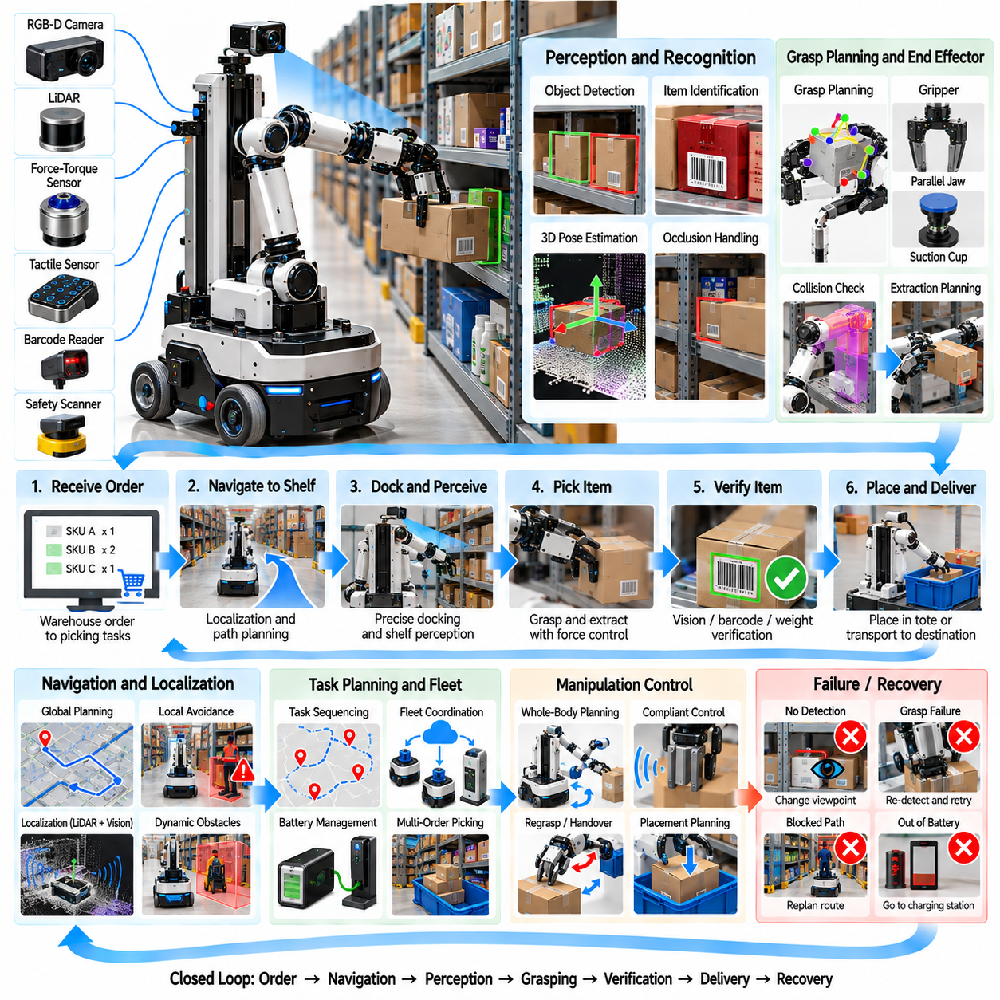 RGB-D Camera
LiDAR
Force-Torque
Sensor
Tactile Sensor
Barcode Reader
Safety Scanner
Perception and Recognition
Object Detection
Item Identification
3D Pose Estimation
Occlusion Handling
Grasp Planning and End Effector
Grasp Planning
Gripper
Parallel Jaw
Suction Cup
Collision Check
Extraction Planning
1. Receive Order
SKU A x 1
SKU B x 2
SKU C x 1
Warehouse order
to picking tasks
2. Navigate to Shelf
Localization and
path planning
3. Dock and Perceive
Precise docking
and shelf perception
4. Pick Item
Grasp and extract
with force control
5. Verify Item
Vision / barcode / weight
verification
6. Place and Deliver
Place in tote or
transport to destination
Navigation and Localization
Global Planning
Local Avoidance
Localization (LiDAR + Vision)
Dynamic Obstacles
Task Planning and Fleet
Task Sequencing
Fleet Coordination
Battery Management
Multi-Order Picking
Manipulation Control
Whole-Body Planning
Compliant Control
Regrasp / Handover
Placement Planning
Failure / Recovery
No Detection
Change viewpoint
Grasp Failure
Re-detect and retry
Blocked Path
Replan route
Out of Battery
Go to charging station
Closed Loop: Order → Navigation → Perception → Grasping → Verification → Delivery → Recovery